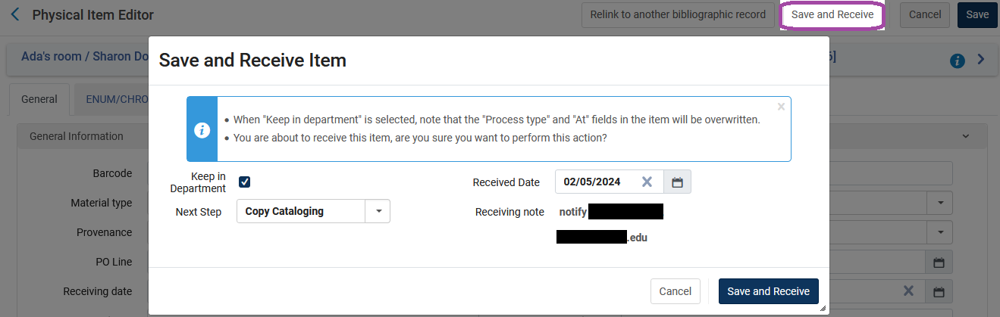 Physical Item Editor
Relink to another bibliographic record
Save and Receive
Cancel
Save
Ada's room / Sharon Do
]
General
ENUM/CHRO
General Information
Barcode
Material type
Provenance
PO Line
Receiving date
Save and Receive Item
When "Keep in department" is selected, note that the "Process type" and "At" fields in the item will be overwritten.
You are about to receive this item, are you sure you want to perform this action?
Keep in
Department
Received Date
02/05/2024
Next Step
Copy Cataloging
Receiving note
notify
.edu
Cancel
Save and Receive